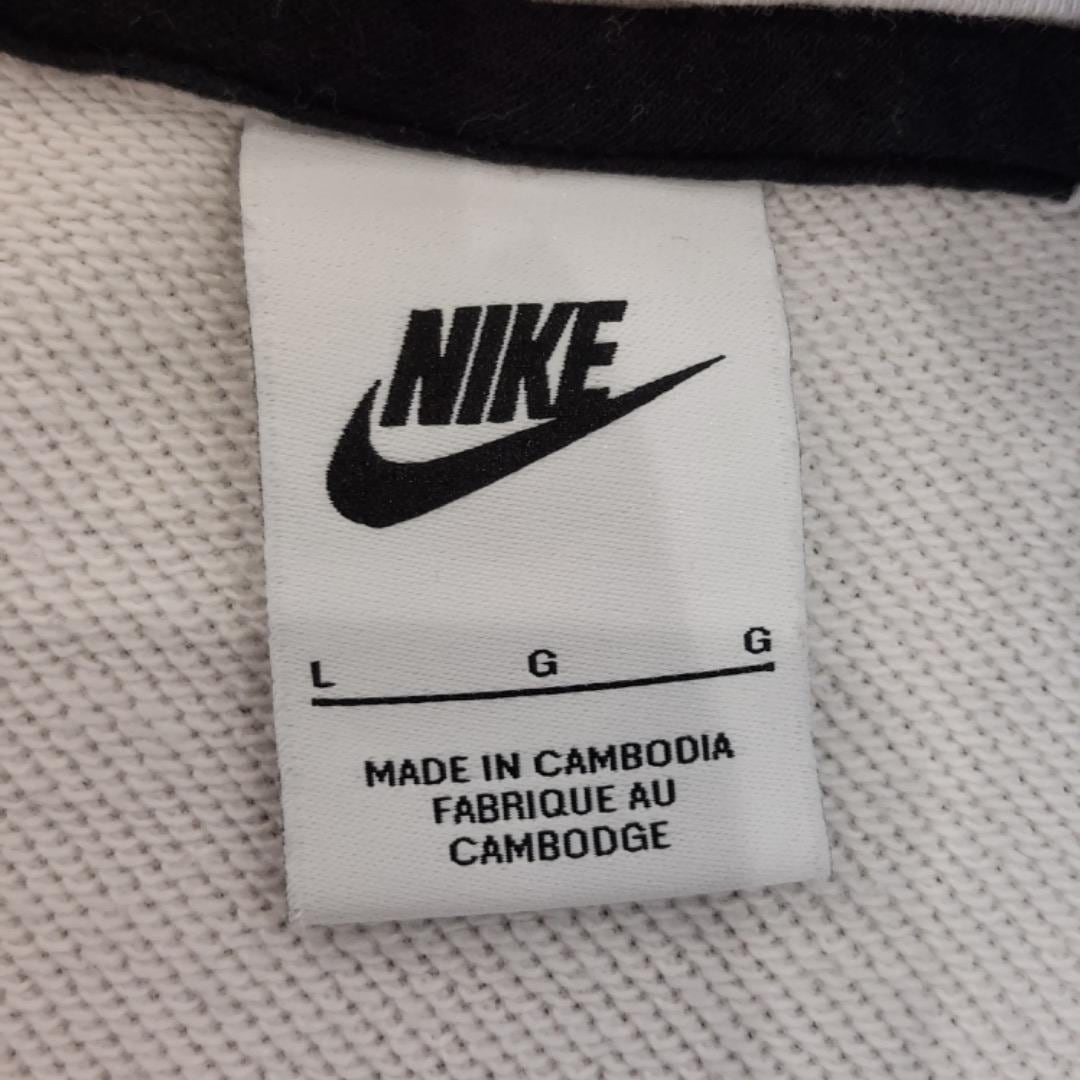 NIKE
L G G
MADE IN CAMBODIA
FABRIQUE AU
CAMBODGE